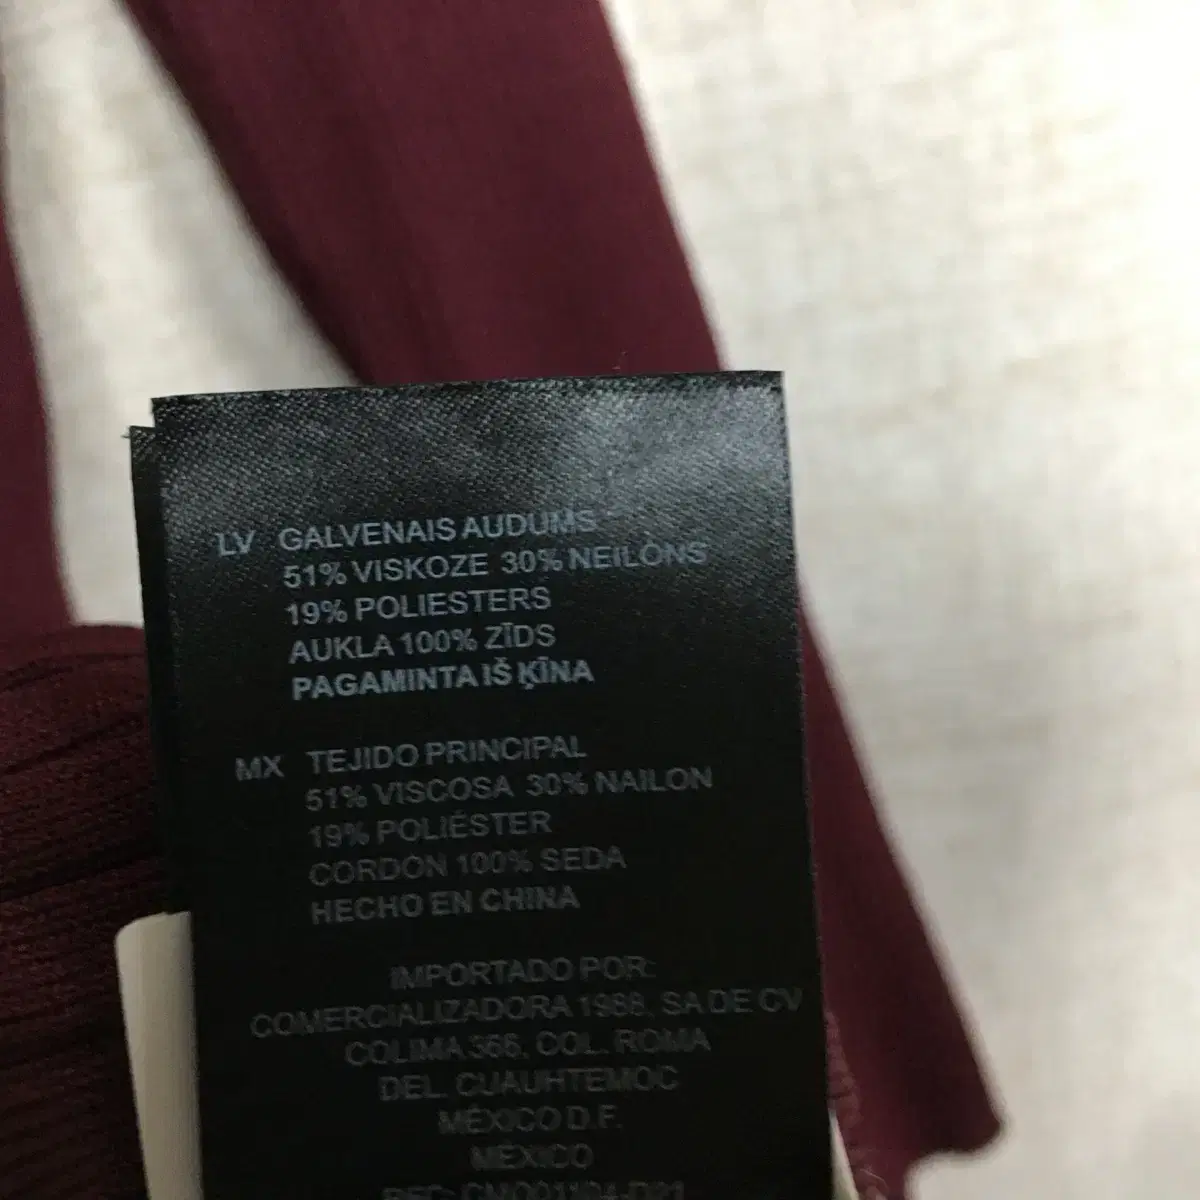 LV GALVENAIS AUDUMS
51% VISKOZE 30% NEILÒNS
19% POLIESTERS
AUKLA 100% ZĪDS
PAGAMINTA IŠ ĶĪNA
MX TEJIDO PRINCIPAL
51% VISCOSA 30% NAILON
19% POLIÉSTER
CORDON 100% SEDA
HECHO EN CHINA
IMPORTADO POR:
COMERCIALIZADORA 1988, SA DE CV
COLIMA 366, COL. ROMA
DEL. CUAUHTEMOC
MÉXICO D.F.
MÉXICO